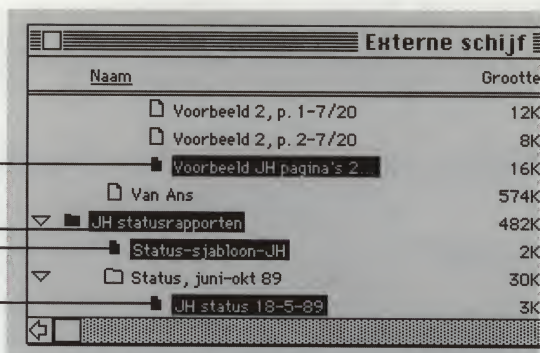 Externe schijf
Naam Grootte
Voorbeeld 2, p. 1-7/20 12K
Voorbeeld 2, p. 2-7/20 8K
Voorbeeld JH pagina's 2... 16K
Van Ans 574K
JH statusrapporten 482K
Status-sjabloon-JH 2K
Status, juni-okt 89 30K
JH status 18-5-89 3K